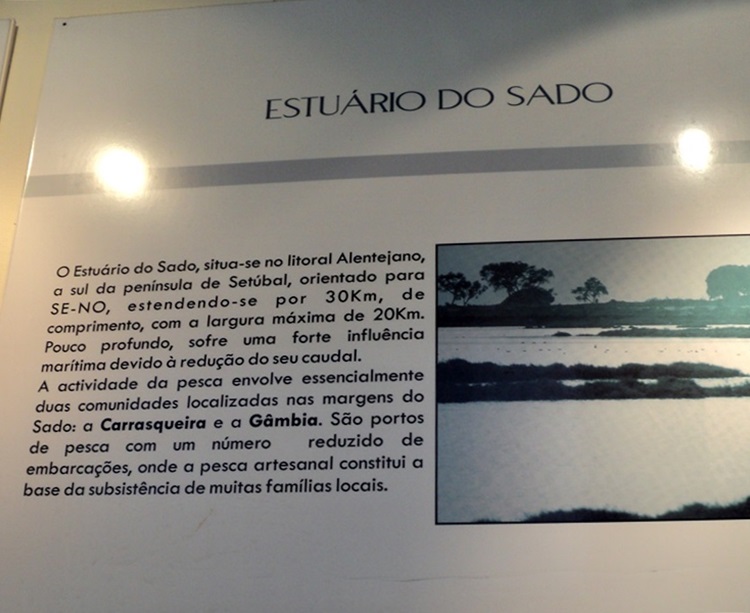 ESTUÁRIO DO SADO
O Estuário do Sado, situa-se no litoral Alentejano,
a sul da península de Setúbal, orientado para
SE-NO, estendendo-se por 30Km, de
comprimento, com a largura máxima de 20Km.
Pouco profundo, sofre uma forte influência
marítima devido à redução do seu caudal.
A actividade da pesca envolve essencialmente
duas comunidades localizadas nas margens do
Sado: a Carrasqueira e a Gâmbia. São portos
de pesca com um número reduzido de
embarcações, onde a pesca artesanal constitui a
base da subsistência de muitas famílias locais.